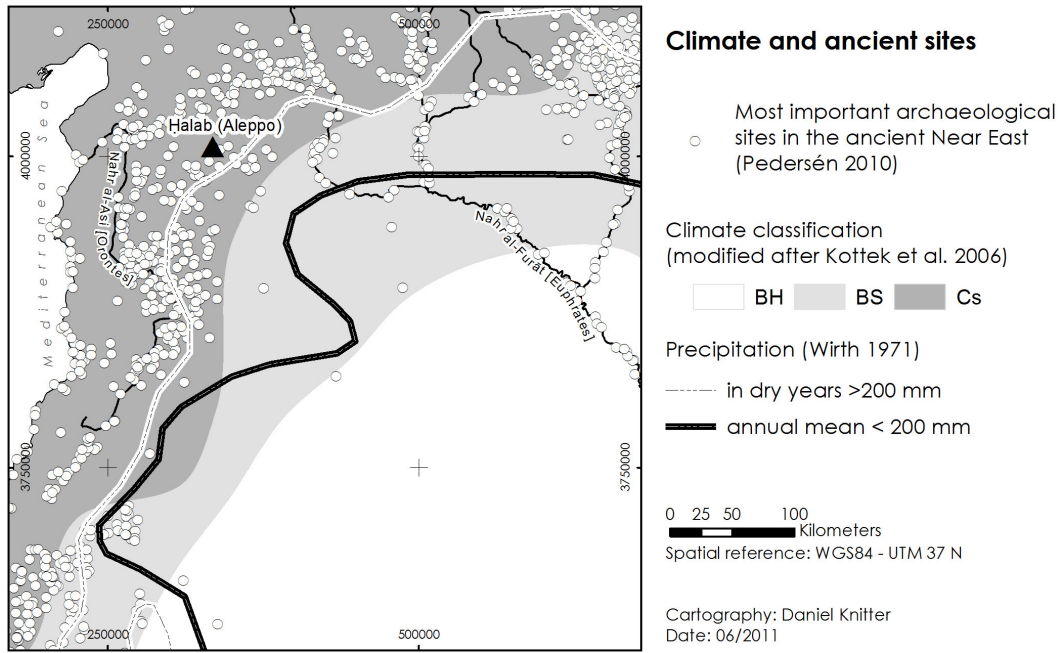 250000
500000
Mediterranean Sea
Halab (Aleppo)
4000000
4000000
Nahr al-Asi [Orontes]
Nahr al-Furāt [Euphrates]
3750000
3750000
250000
500000
Climate and ancient sites
Most important archaeological
sites in the ancient Near East
(Pedersén 2010)
Climate classification
(modified after Kottek et al. 2006)
BH
BS
Cs
Precipitation (Wirth 1971)
in dry years >200 mm
annual mean < 200 mm
0 25 50 100
Kilometers
Spatial reference: WGS84 - UTM 37 N
Cartography: Daniel Knitter
Date: 06/2011